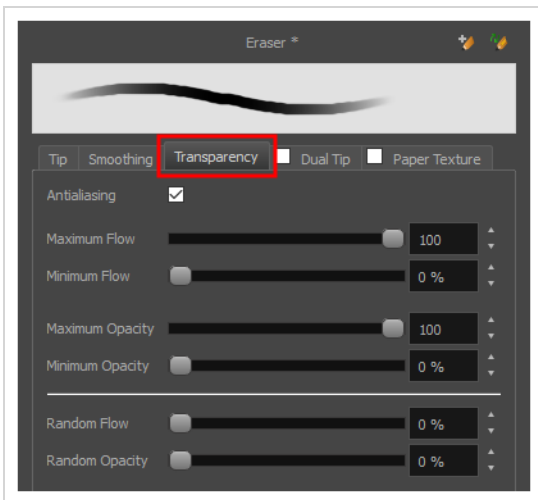 Eraser *
Tip Smoothing Transparency Dual Tip Paper Texture
Antialiasing
Maximum Flow 100
Minimum Flow 0 %
Maximum Opacity 100
Minimum Opacity 0 %
Random Flow 0 %
Random Opacity 0 %